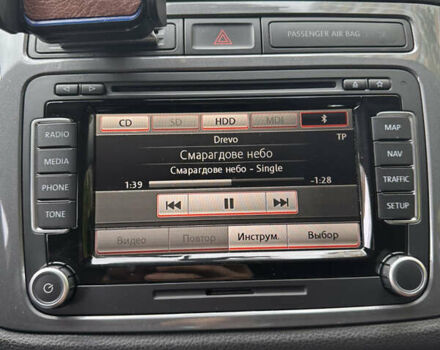 PASSENGER AIR BAG
RADIO
MEDIA
PHONE
TONE
CD SD HDD MDI
Drevo TP
Смарагдове небо
Смарагдове небо - Single
1:39 -1:28
Видео Повтор Инструм. Выбор
MAP
NAV
TRAFFIC
SETUP